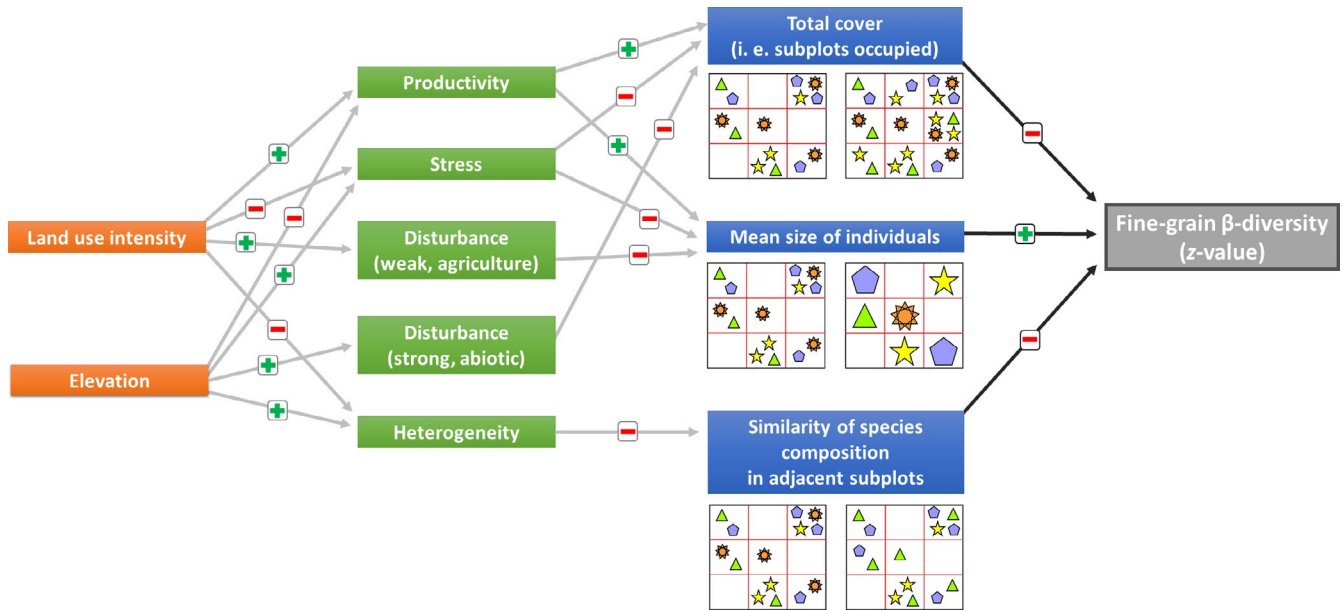 Total cover
(i. e. subplots occupied)
Productivity
Stress
Land use intensity
Disturbance
(weak, agriculture)
Mean size of individuals
Fine-grain β-diversity
(z-value)
Disturbance
(strong, abiotic)
Elevation
Heterogeneity
Similarity of species
composition
in adjacent subplots